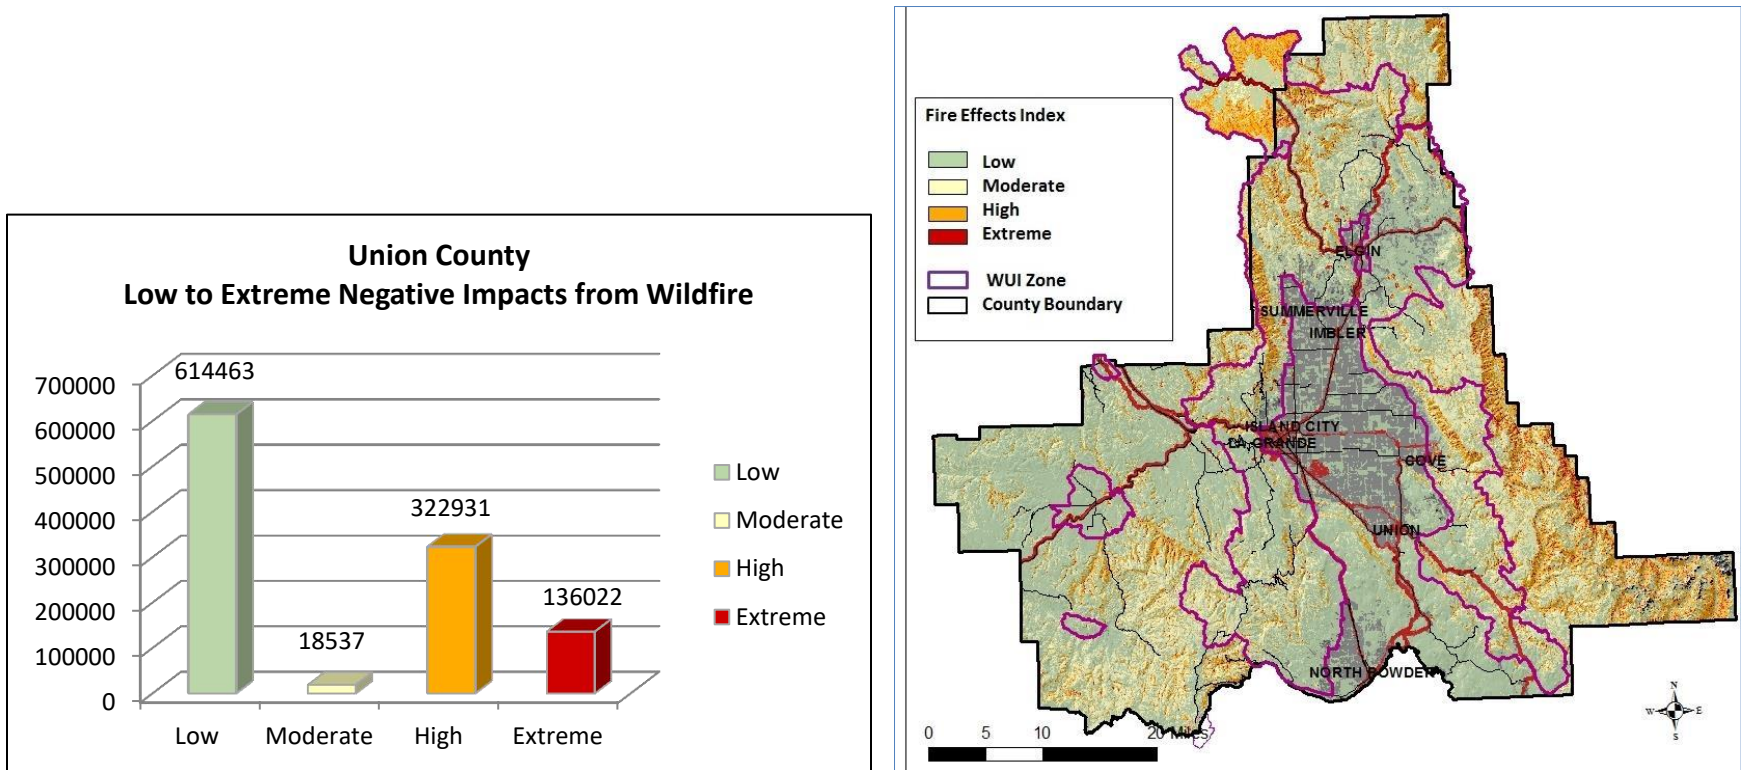 Union County
Low to Extreme Negative Impacts from Wildfire
700000
600000
500000
400000
300000
200000
100000
0
614463
18537
322931
136022
Low
Moderate
High
Extreme
Low
Moderate
High
Extreme
Fire Effects Index
Low
Moderate
High
Extreme
WUI Zone
County Boundary
ELGIN
SUMMERVILLE
IMBLER
ISLAND CITY
LA GRANDE
COVE
UNION
NORTH POWDER
0 5 10 20 Miles
N
W E
S